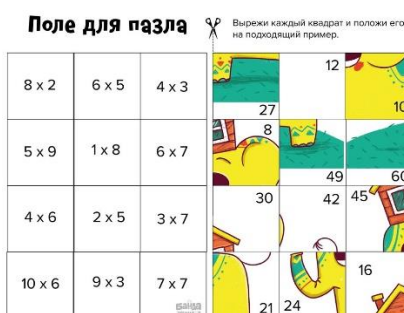 Поле для пазла
Вырежи каждый квадрат и положи его
на подходящий пример.
8 x 2 6 x 5 4 x 3
27 12 10
5 x 9 1 x 8 6 x 7
8 49 60
4 x 6 2 x 5 3 x 7
30 42 45
10 x 6 9 x 3 7 x 7
21 24 16